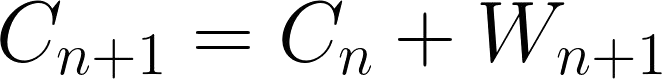 C_{n+1} = C_n + W_{n+1}